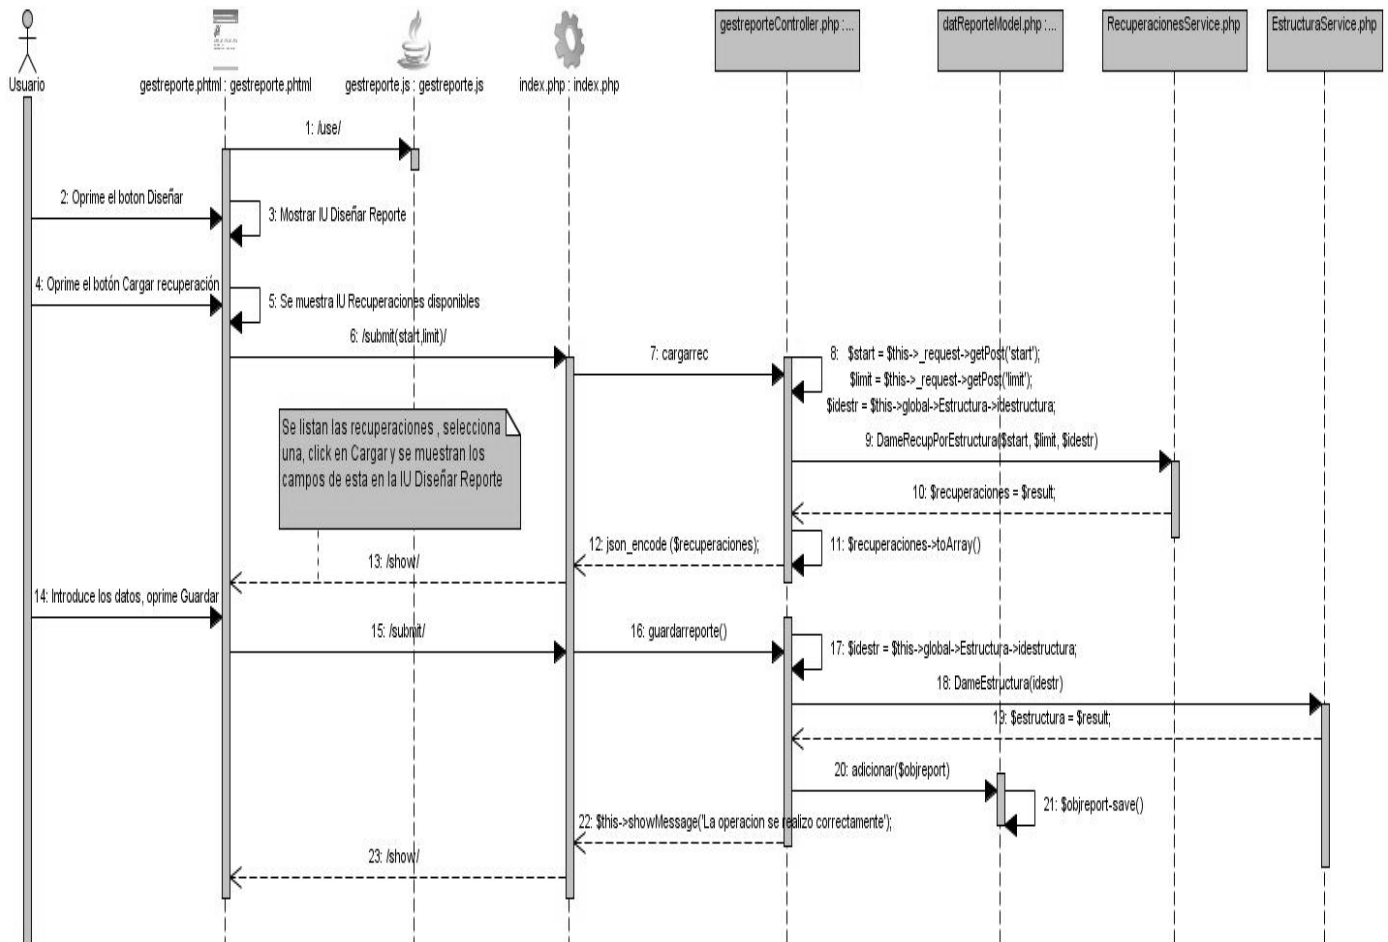 gestreporteController.php :...
datReporteModel.php :...
RecuperacionesService.php
EstructuraService.php
Usuario
gestreporte.phtml : gestreporte.phtml
gestreporte.js : gestreporte.js
index.php : index.php
1: /use/
2: Oprime el boton Diseñar
3: Mostrar IU Diseñar Reporte
4: Oprime el botón Cargar recuperación
5: Se muestra IU Recuperaciones disponibles
6: /submit(start,limit)/
7: cargarrec
8: $start = $this->_request->getPost('start');
$limit = $this->_request->getPost('limit');
$idestr = $this->global->Estructura->idestructura;
Se listan las recuperaciones , selecciona
una, click en Cargar y se muestran los
campos de esta en la IU Diseñar Reporte
9: DameRecupPorEstructura($start, $limit, $idestr)
10: $recuperaciones = $result;
11: $recuperaciones->toArray()
12: json_encode ($recuperaciones);
13: /show/
14: Introduce los datos, oprime Guardar
15: /submit/
16: guardarreporte()
17: $idestr = $this->global->Estructura->idestructura;
18: DameEstructura(idestr)
19: $estructura = $result;
20: adicionar($objreport)
21: $objreport-save()
22: $this->showMessage('La operacion se realizo correctamente');
23: /show/